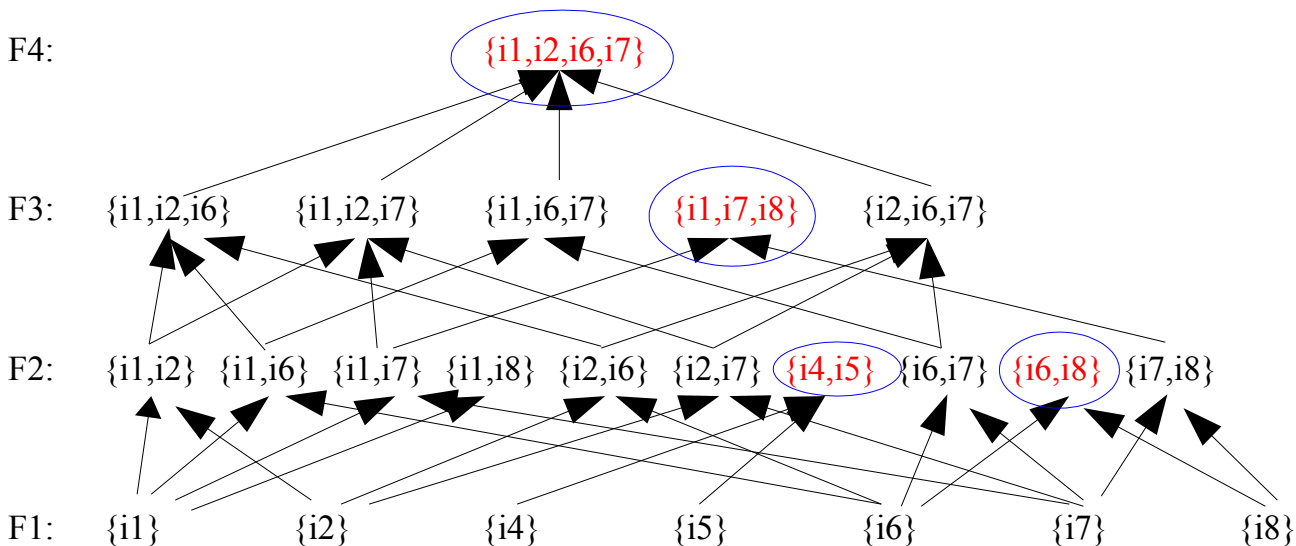 F4: {i1,i2,i6,i7}
F3: {i1,i2,i6} {i1,i2,i7} {i1,i6,i7} {i1,i7,i8} {i2,i6,i7}
F2: {i1,i2} {i1,i6} {i1,i7} {i1,i8} {i2,i6} {i2,i7} {i4,i5} {i6,i7} {i6,i8} {i7,i8}
F1: {i1} {i2} {i4} {i5} {i6} {i7} {i8}